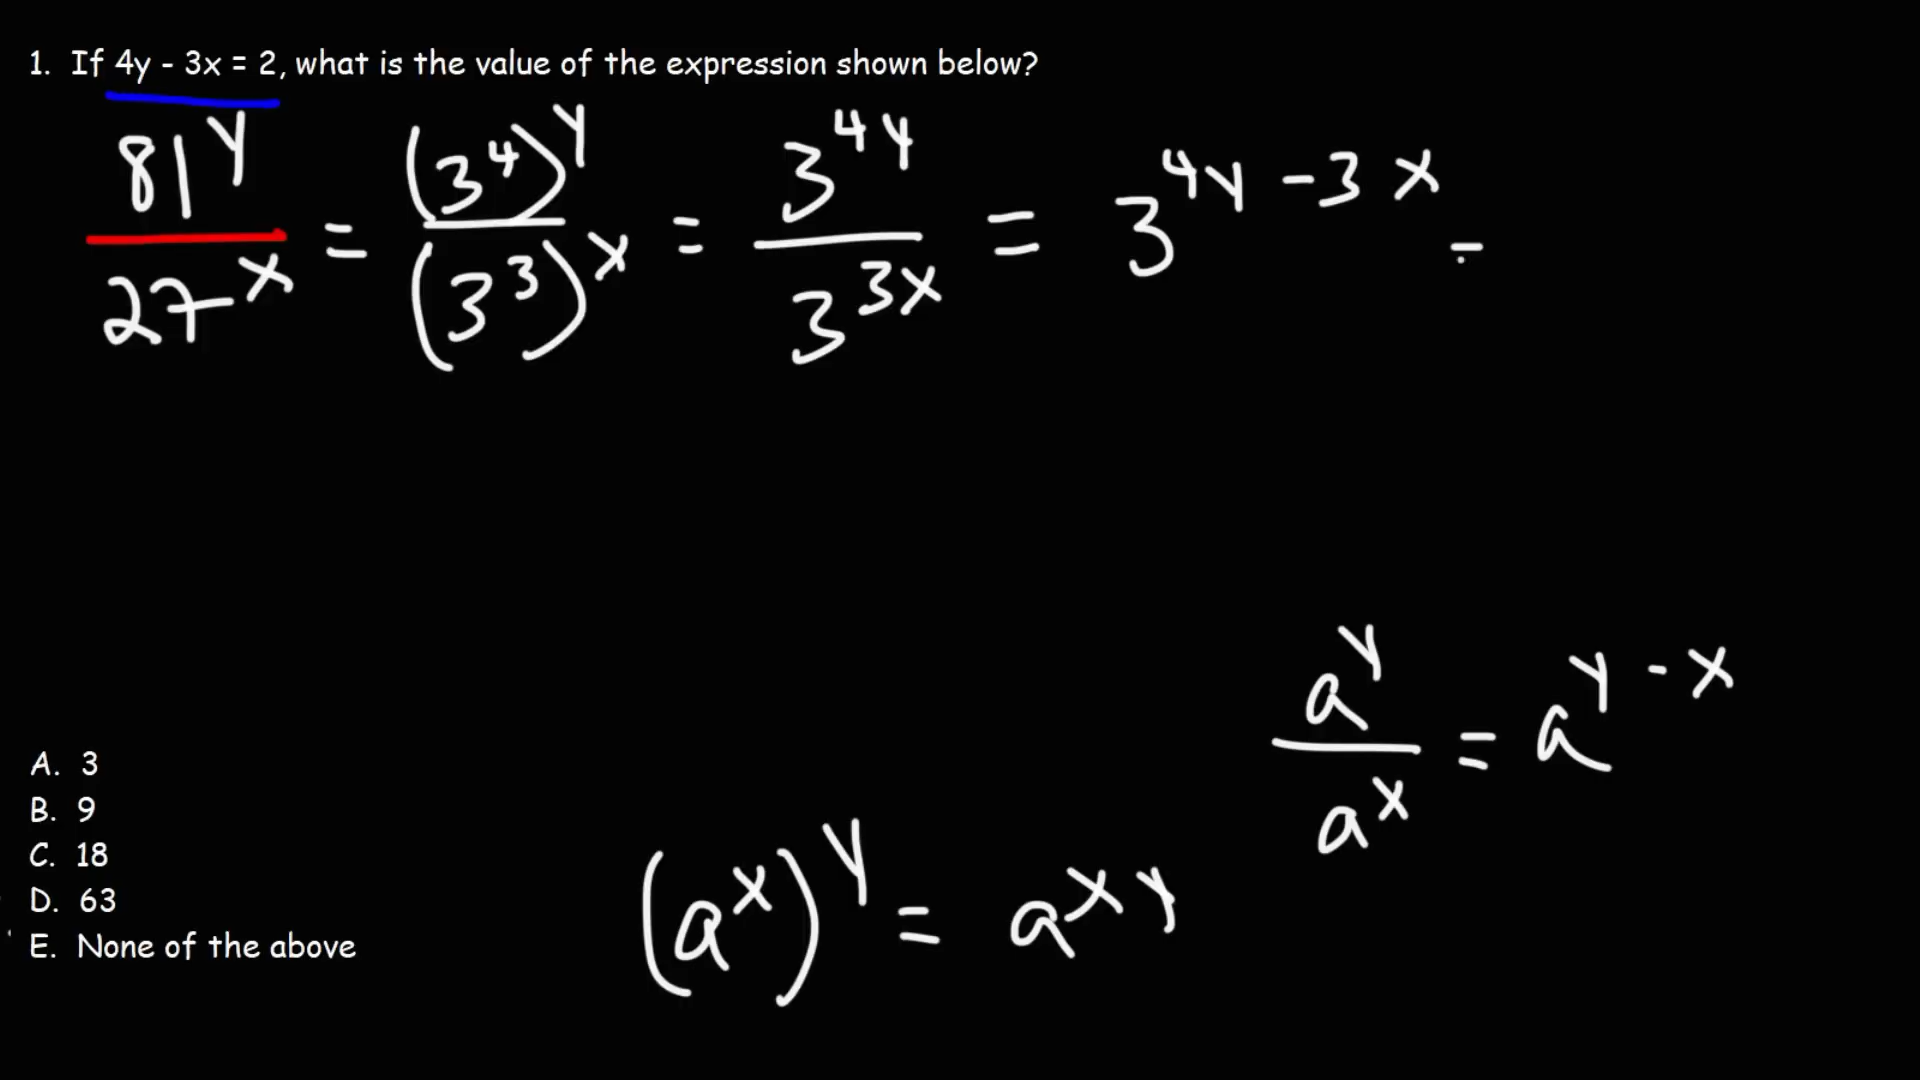 1. If 4y - 3x = 2, what is the value of the expression shown below?
81^y / 27^x = (3^4)^y / (3^3)^x = 3^4y / 3^3x = 3^4y - 3x =
A. 3
B. 9
C. 18
D. 63
E. None of the above
a^y / a^x = a^y - x
(a^x)^y = a^xy